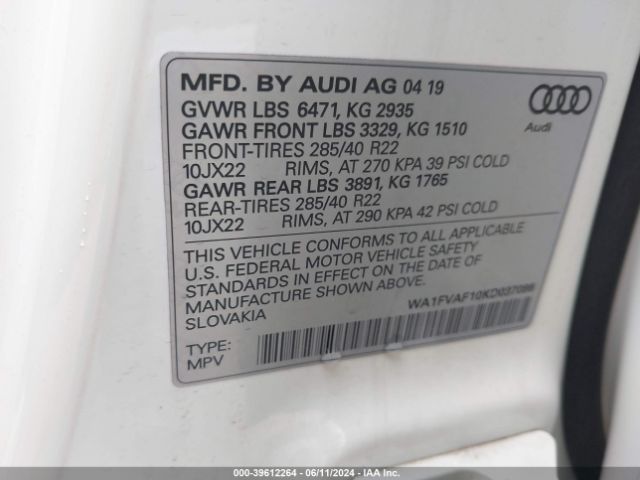 MFD. BY AUDI AG 04 19
GVWR LBS 6471, KG 2935
GAWR FRONT LBS 3329, KG 1510
FRONT-TIRES 285/40 R22
10JX22 RIMS, AT 270 KPA 39 PSI COLD
GAWR REAR LBS 3891, KG 1765
REAR-TIRES 285/40 R22
10JX22 RIMS, AT 290 KPA 42 PSI COLD
Audi
THIS VEHICLE CONFORMS TO ALL APPLICABLE
U.S. FEDERAL MOTOR VEHICLE SAFETY
STANDARDS IN EFFECT ON THE DATE OF
MANUFACTURE SHOWN ABOVE.
SLOVAKIA
WA1FVAF10KD037098
TYPE:
MPV
000-39612264 - 06/11/2024 - IAA Inc.